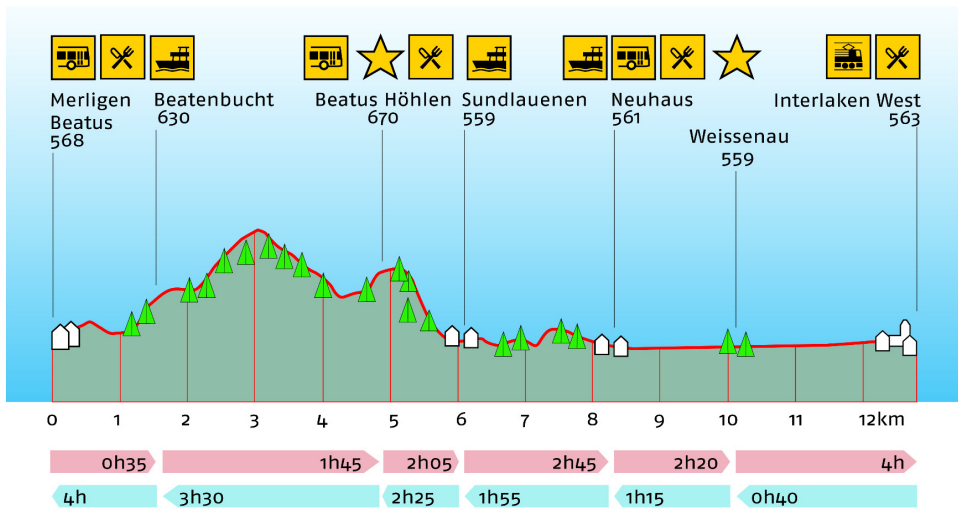 Merligen
Beatus
568
Beatenbucht
630
Beatus Höhlen
670
Sundlauenen
559
Neuhaus
561
Weissenau
559
Interlaken West
563
0 1 2 3 4 5 6 7 8 9 10 11 12km
0h35 1h45 2h05 2h45 2h20 4h
4h 3h30 2h25 1h55 1h15 0h40